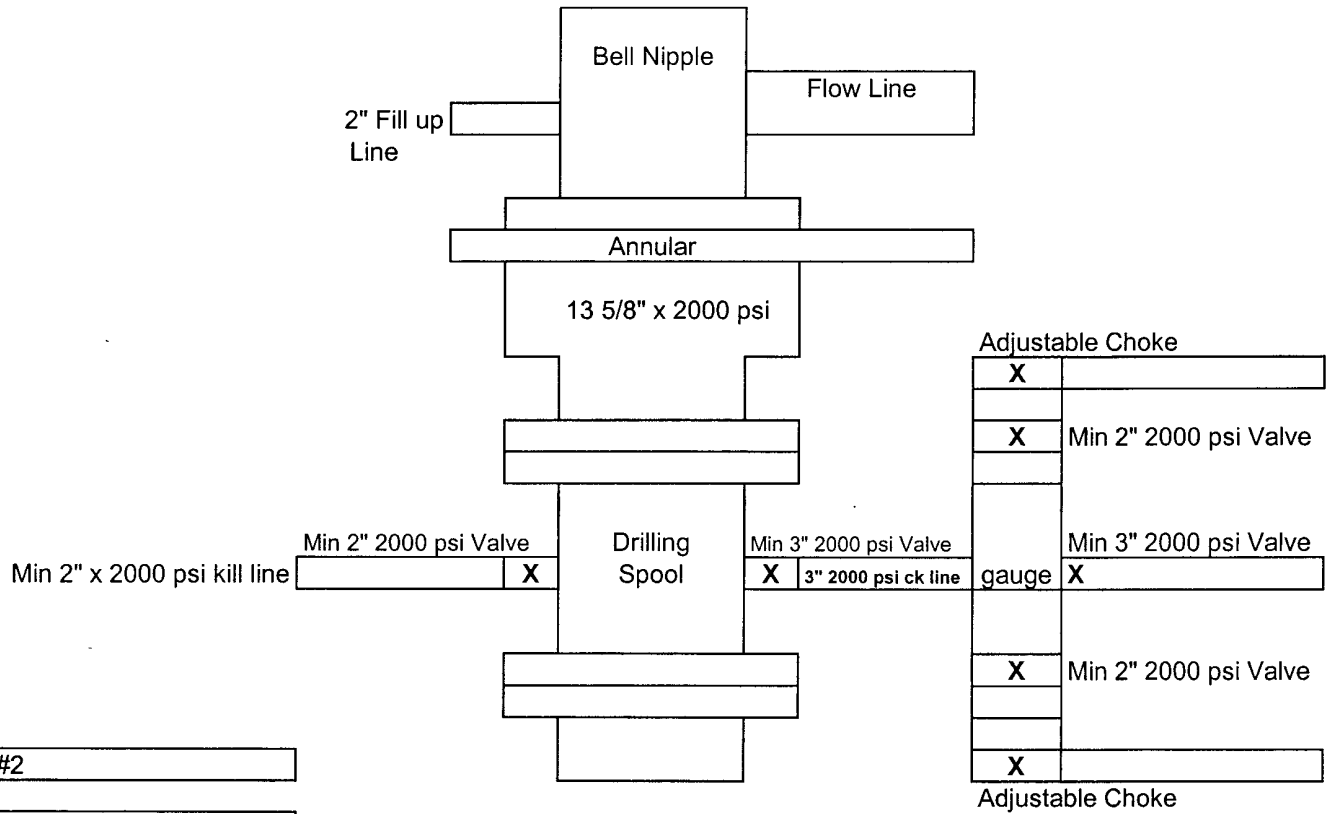 Bell Nipple
Flow Line
2" Fill up
Line
Annular
13 5/8" x 2000 psi
Adjustable Choke
X
X Min 2" 2000 psi Valve
Min 2" 2000 psi Valve
Drilling
Spool
Min 3" 2000 psi Valve
Min 3" 2000 psi Valve
Min 2" x 2000 psi kill line
X
X
3" 2000 psi ck line
gauge
X
X Min 2" 2000 psi Valve
#2
X
Adjustable Choke